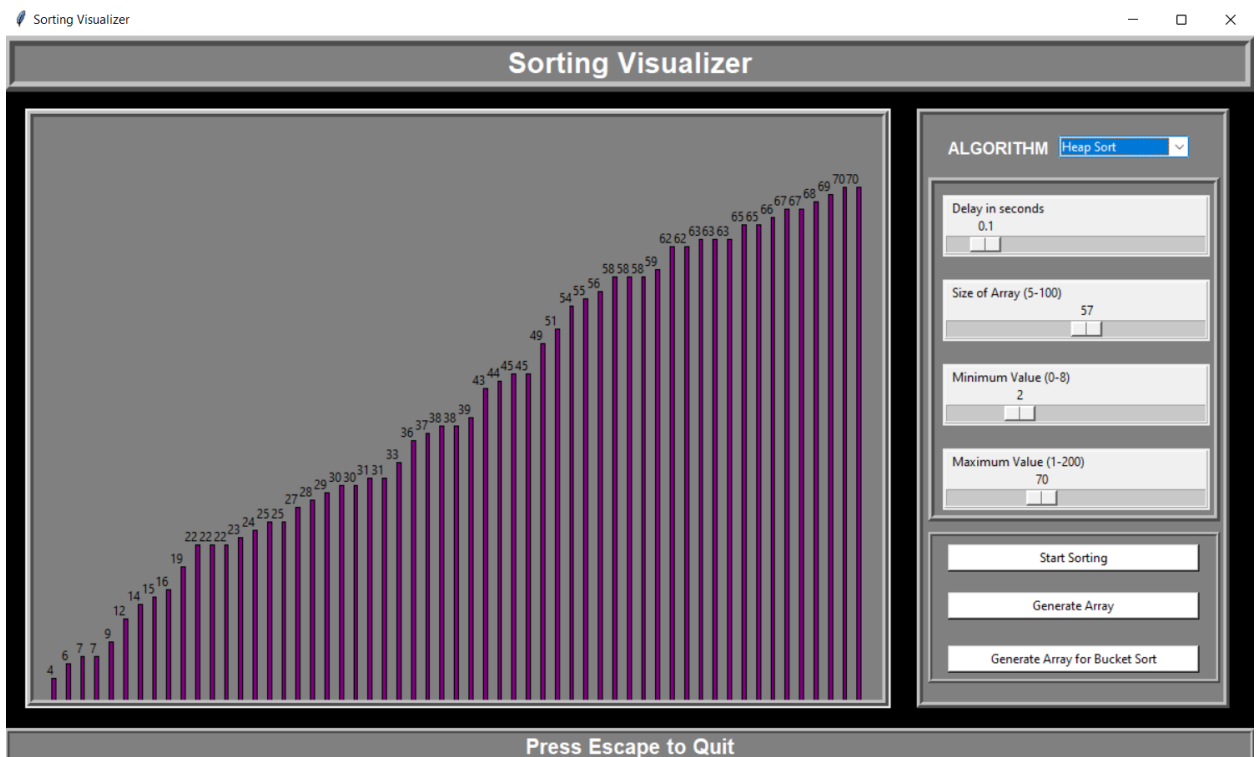 Sorting Visualizer
Sorting Visualizer
ALGORITHM Heap Sort
Delay in seconds
0.1
Size of Array (5-100)
57
Minimum Value (0-8)
2
Maximum Value (1-200)
70
Start Sorting
Generate Array
Generate Array for Bucket Sort
4 6 7 7 9 12 14 15 16 19 22 22 22 23 24 25 25 27 28 29 30 30 31 31 33 36 37 38 38 39 43 44 45 45 49 51 54 55 56 58 58 58 59 62 62 63 63 63 65 65 66 67 67 68 69 70 70
Press Escape to Quit